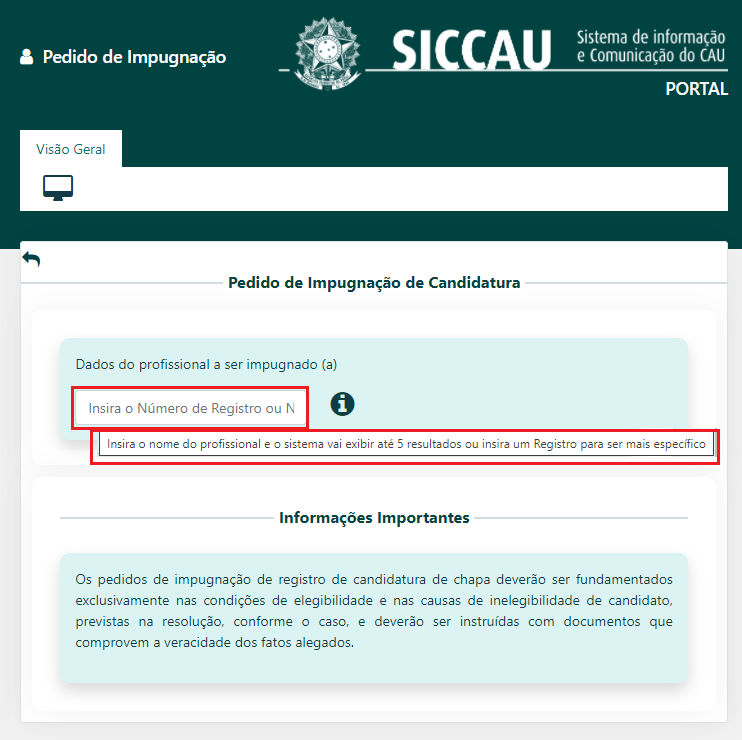 Pedido de Impugnação
SICCAU
Sistema de informação
e Comunicação do CAU
PORTAL
Visão Geral
Pedido de Impugnação de Candidatura
Dados do profissional a ser impugnado (a)
Insira o Número de Registro ou N
Insira o nome do profissional e o sistema vai exibir até 5 resultados ou insira um Registro para ser mais específico
Informações Importantes
Os pedidos de impugnação de registro de candidatura de chapa deverão ser fundamentados
exclusivamente nas condições de elegibilidade e nas causas de inelegibilidade de candidato,
previstas na resolução, conforme o caso, e deverão ser instruídas com documentos que
comprovem a veracidade dos fatos alegados.